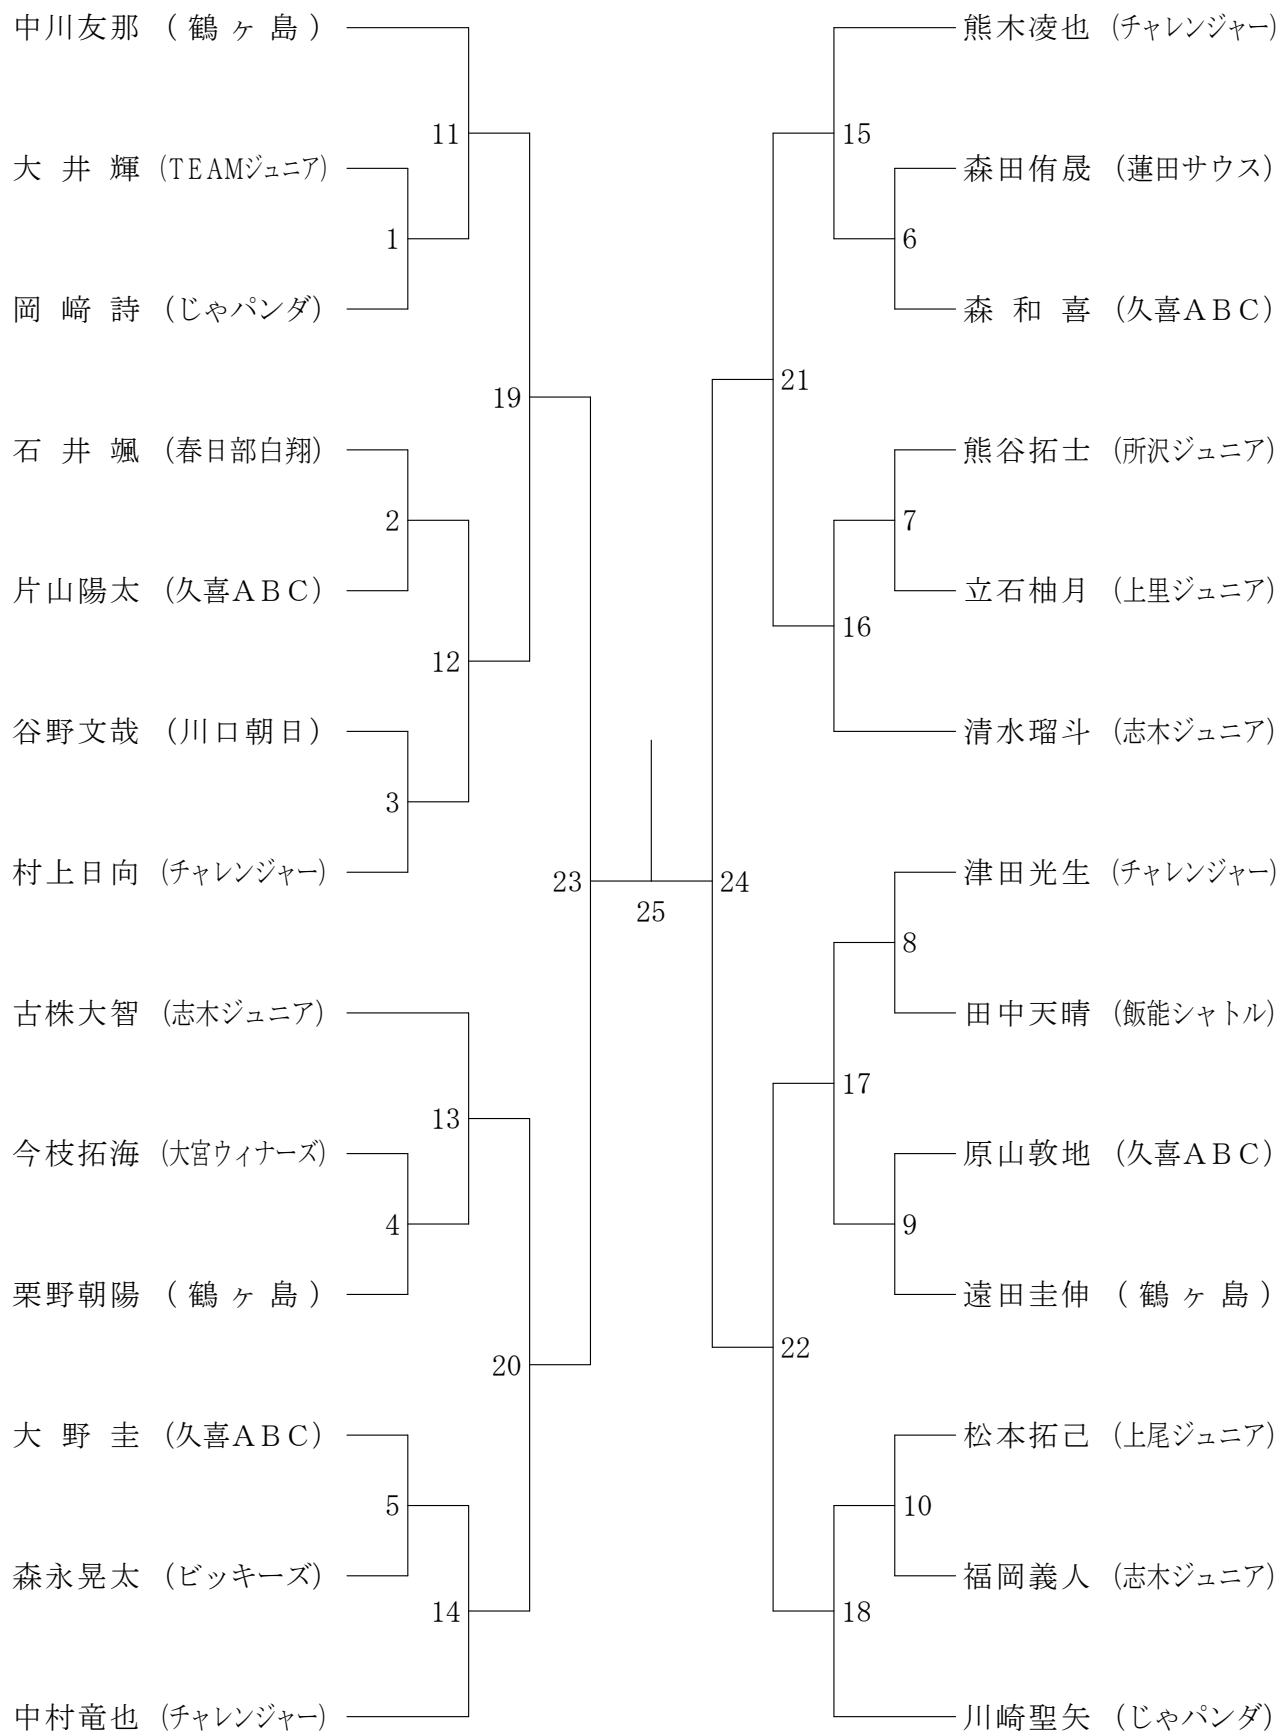 中川友那 (鶴ヶ島)
11
大井輝 (TEAMジュニア)
1
岡﨑詩 (じゃパンダ)
19
石井颯 (春日部白翔)
2
片山陽太 (久喜ABC)
12
谷野文哉 (川口朝日)
3
村上日向 (チャレンジャー)
23
古株大智 (志木ジュニア)
13
今枝拓海 (大宮ウィナーズ)
4
栗野朝陽 (鶴ヶ島)
20
大野圭 (久喜ABC)
5
森永晃太 (ビッキーズ)
14
中村竜也 (チャレンジャー)
25
熊木凌也 (チャレンジャー)
15
森田侑晟 (蓮田サウス)
6
森和喜 (久喜ABC)
21
熊谷拓士 (所沢ジュニア)
7
立石柚月 (上里ジュニア)
16
清水瑠斗 (志木ジュニア)
24
津田光生 (チャレンジャー)
8
田中天晴 (飯能シャトル)
17
原山敦地 (久喜ABC)
9
遠田圭伸 (鶴ヶ島)
22
松本拓己 (上尾ジュニア)
10
福岡義人 (志木ジュニア)
18
川崎聖矢 (じゃパンダ)